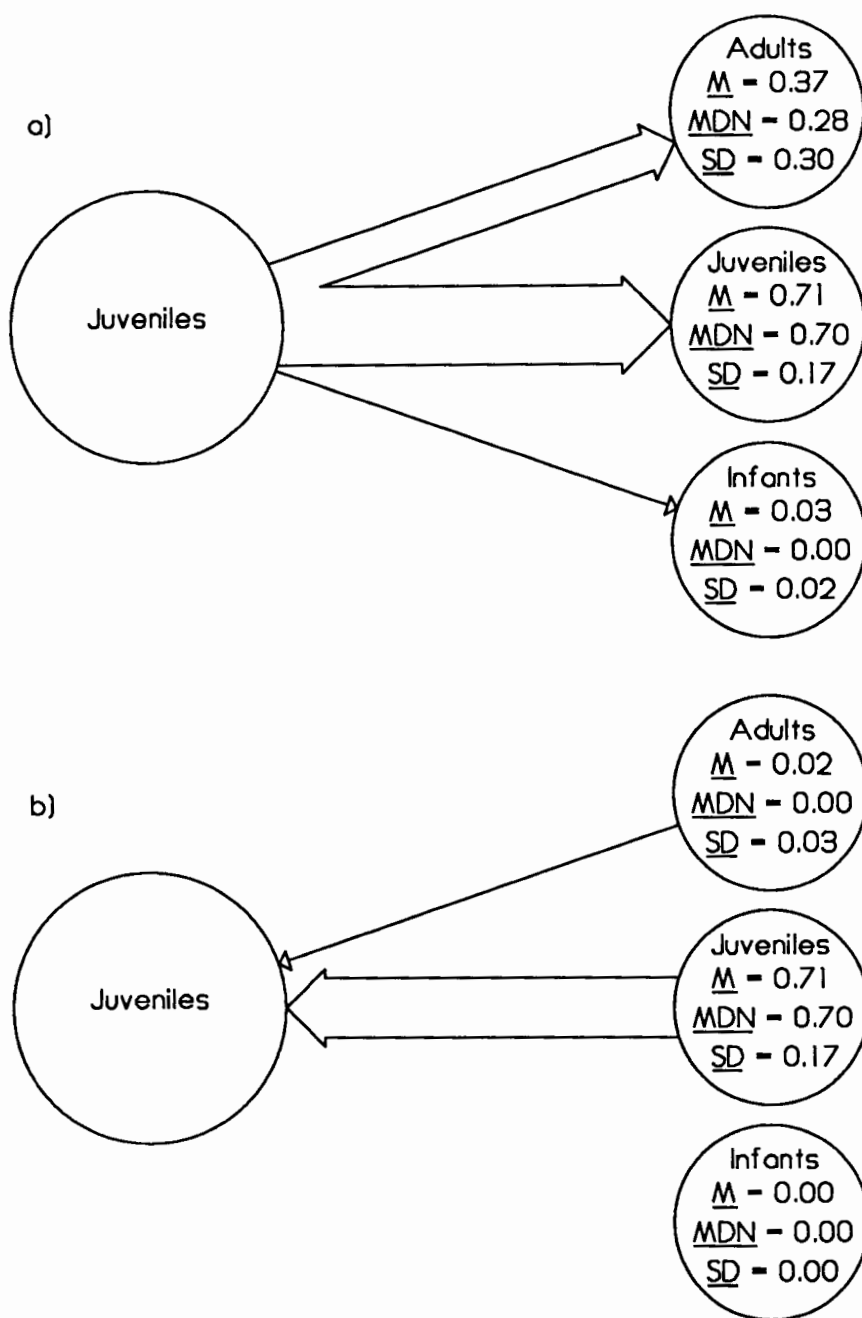 a)
Juveniles
Adults
M = 0.37
MDN = 0.28
SD = 0.30
Juveniles
M = 0.71
MDN = 0.70
SD = 0.17
Infants
M = 0.03
MDN = 0.00
SD = 0.02
b)
Juveniles
Adults
M = 0.02
MDN = 0.00
SD = 0.03
Juveniles
M = 0.71
MDN = 0.70
SD = 0.17
Infants
M = 0.00
MDN = 0.00
SD = 0.00